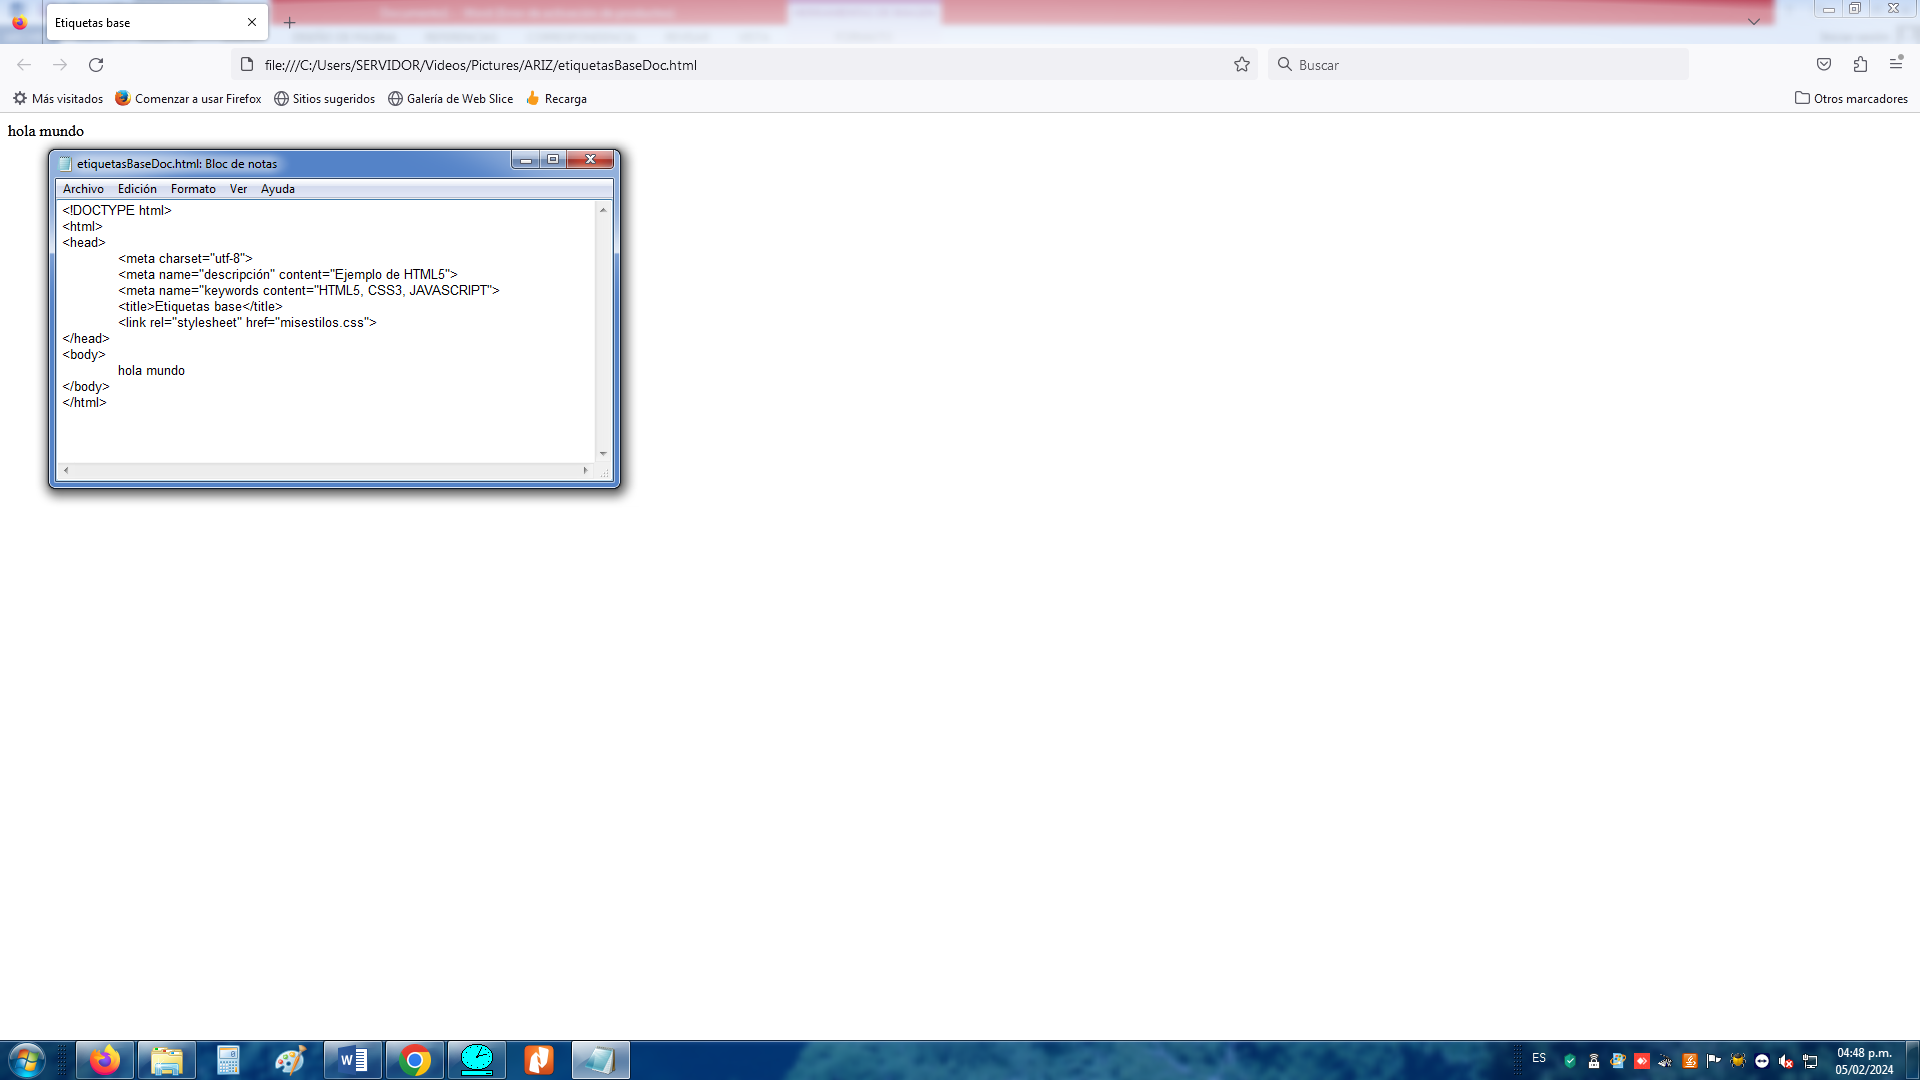 Etiquetas base
file:///C:/Users/SERVIDOR/Videos/Pictures/ARIZ/etiquetasBaseDoc.html
Buscar
Más visitados
Comenzar a usar Firefox
Sitios sugeridos
Galería de Web Slice
Recarga
Otros marcadores
hola mundo
etiquetasBaseDoc.html: Bloc de notas
Archivo Edición Formato Ver Ayuda
<!DOCTYPE html>
<html>
<head>
<meta charset="utf-8">
<meta name="descripción" content="Ejemplo de HTML5">
<meta name="keywords content="HTML5, CSS3, JAVASCRIPT">
<title>Etiquetas base</title>
<link rel="stylesheet" href="misestilos.css">
</head>
<body>
hola mundo
</body>
</html>
ES
04:48 p.m.
05/02/2024